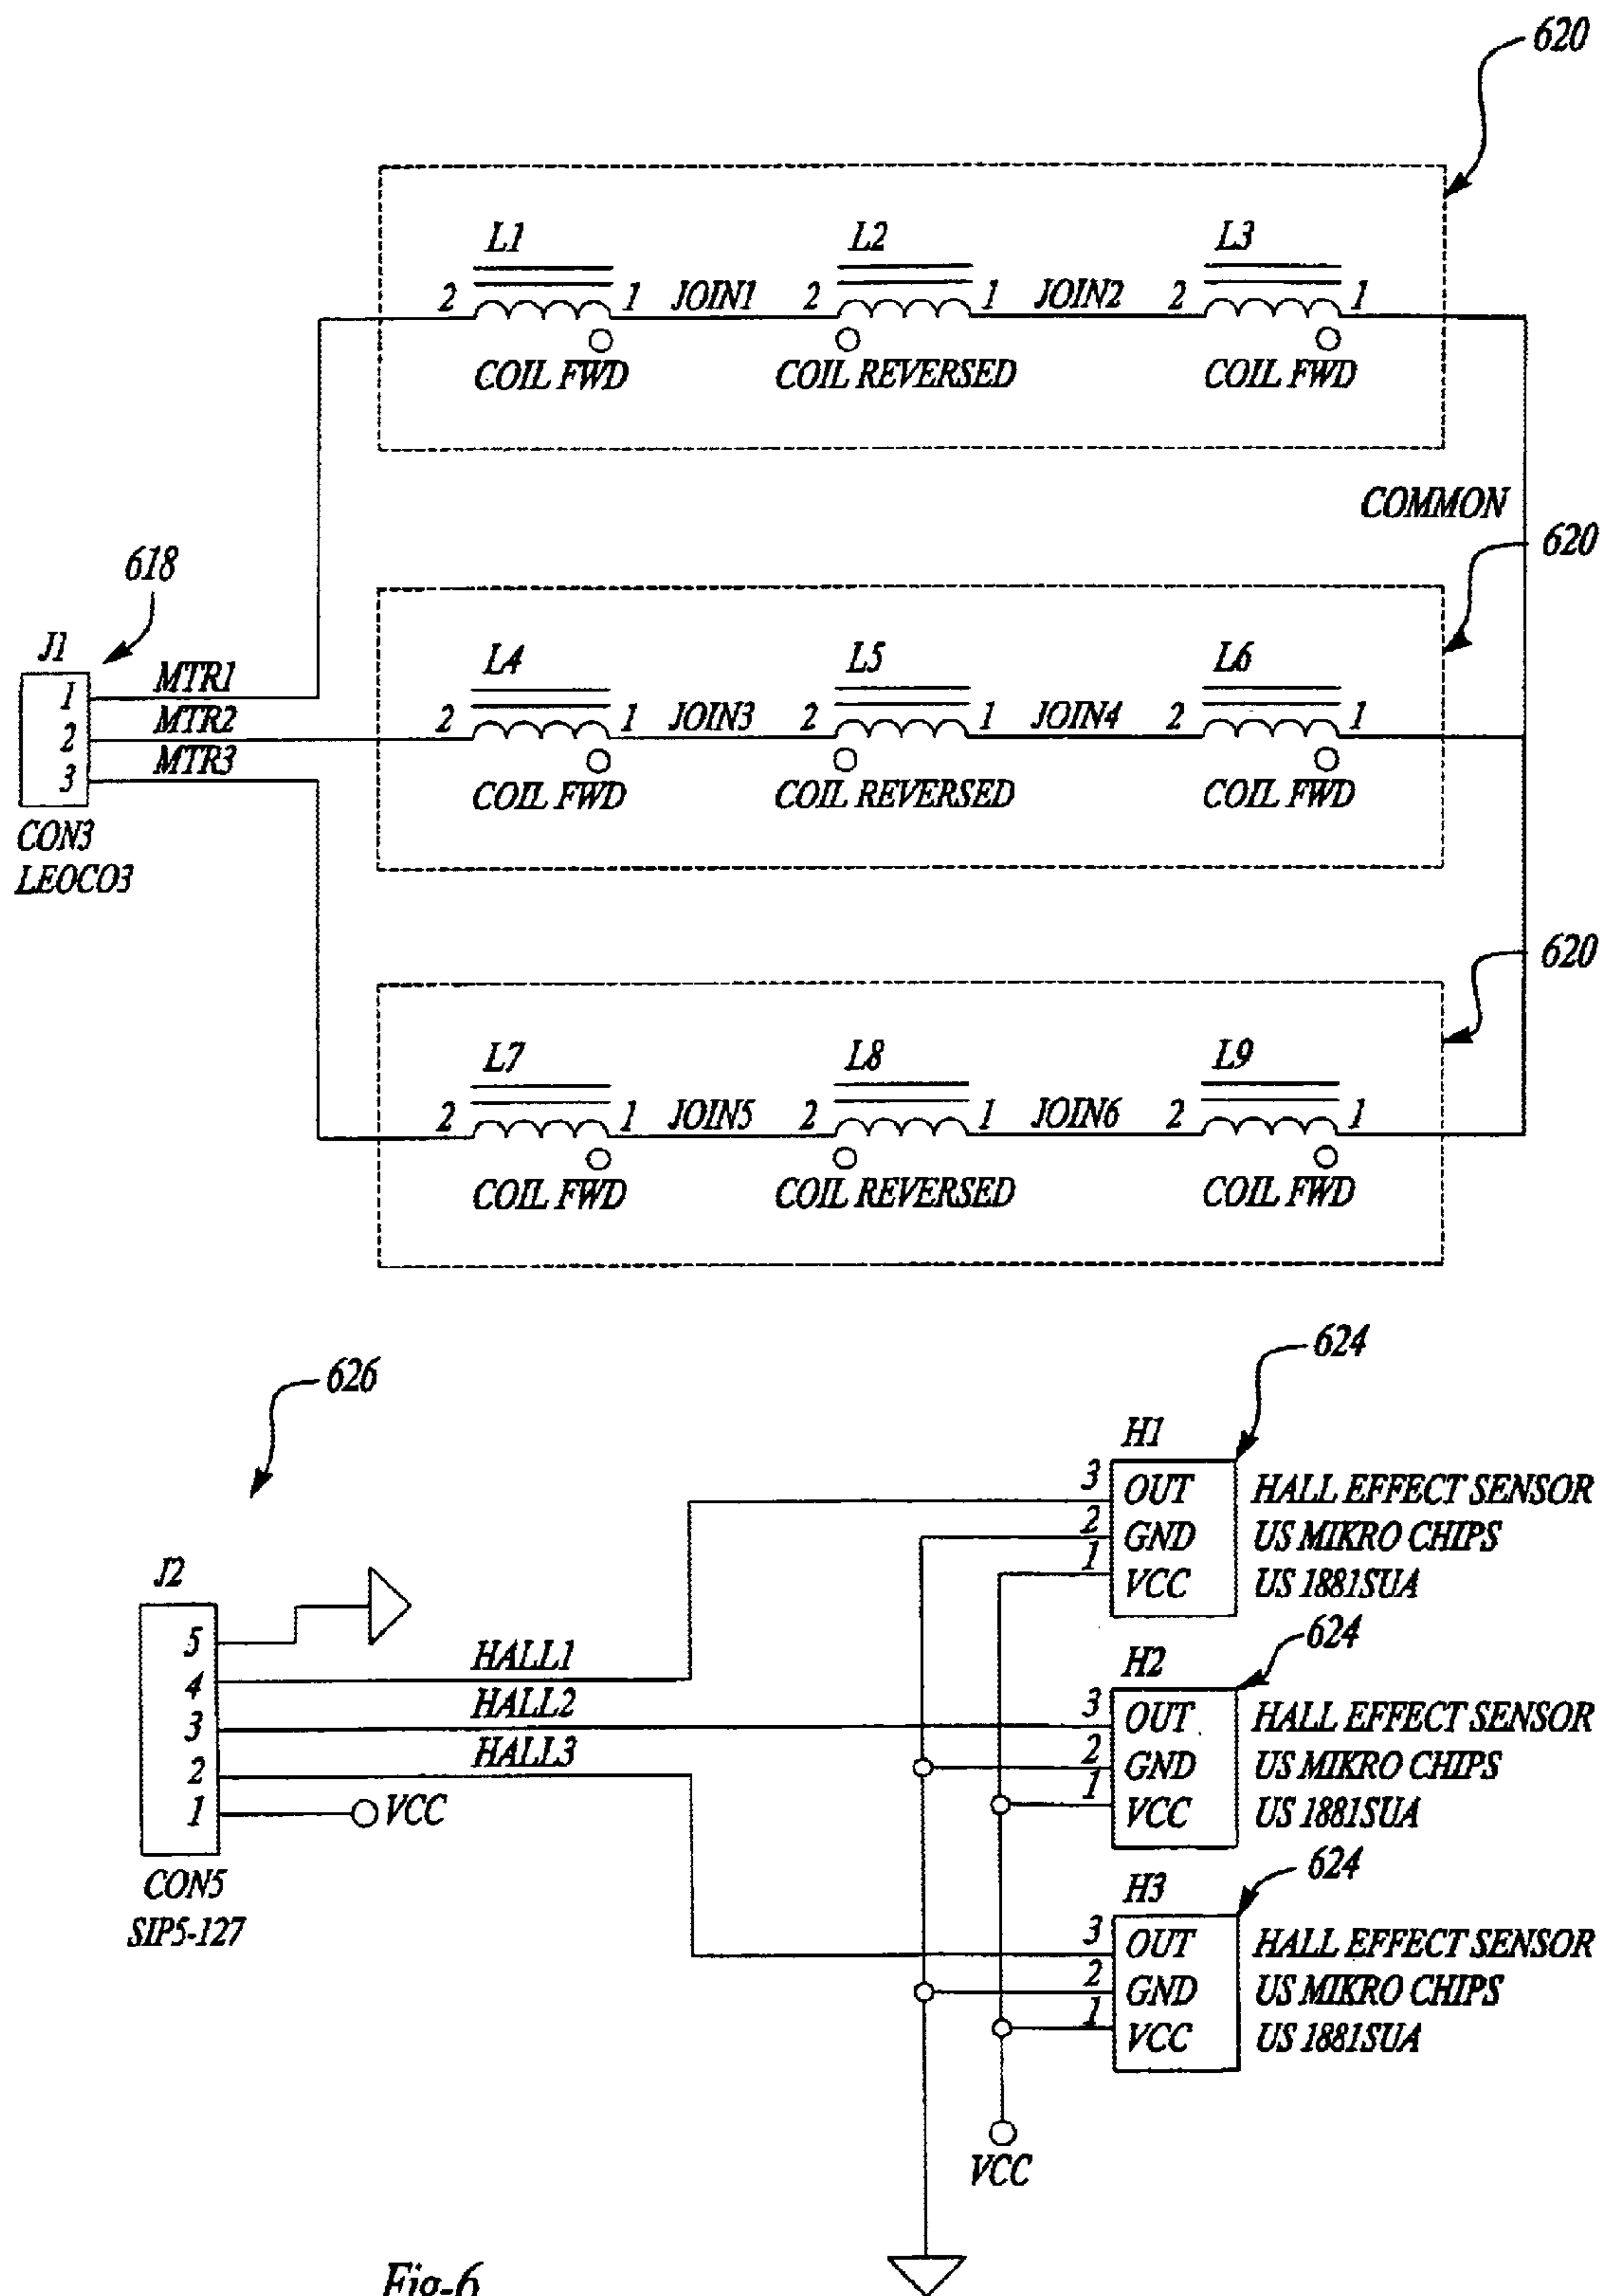 620
L1 L2 L3
2 1 JOIN1 2 1 JOIN2 2 1
COIL FWD COIL REVERSED COIL FWD
COMMON
620
618
J1
1 MTR1
2 MTR2
3 MTR3
CON3
LEOCO3
L4 L5 L6
2 1 JOIN3 2 1 JOIN4 2 1
COIL FWD COIL REVERSED COIL FWD
620
L7 L8 L9
2 1 JOIN5 2 1 JOIN6 2 1
COIL FWD COIL REVERSED COIL FWD
626
J2
5
4 HALL1
3 HALL2
2 HALL3
1 VCC
CON5
SIP5-127
624
H1
3 OUT HALL EFFECT SENSOR
2 GND US MIKRO CHIPS
1 VCC US 1881SUA
624
H2
3 OUT HALL EFFECT SENSOR
2 GND US MIKRO CHIPS
1 VCC US 1881SUA
624
H3
3 OUT HALL EFFECT SENSOR
2 GND US MIKRO CHIPS
1 VCC US 1881SUA
VCC
Fig-6